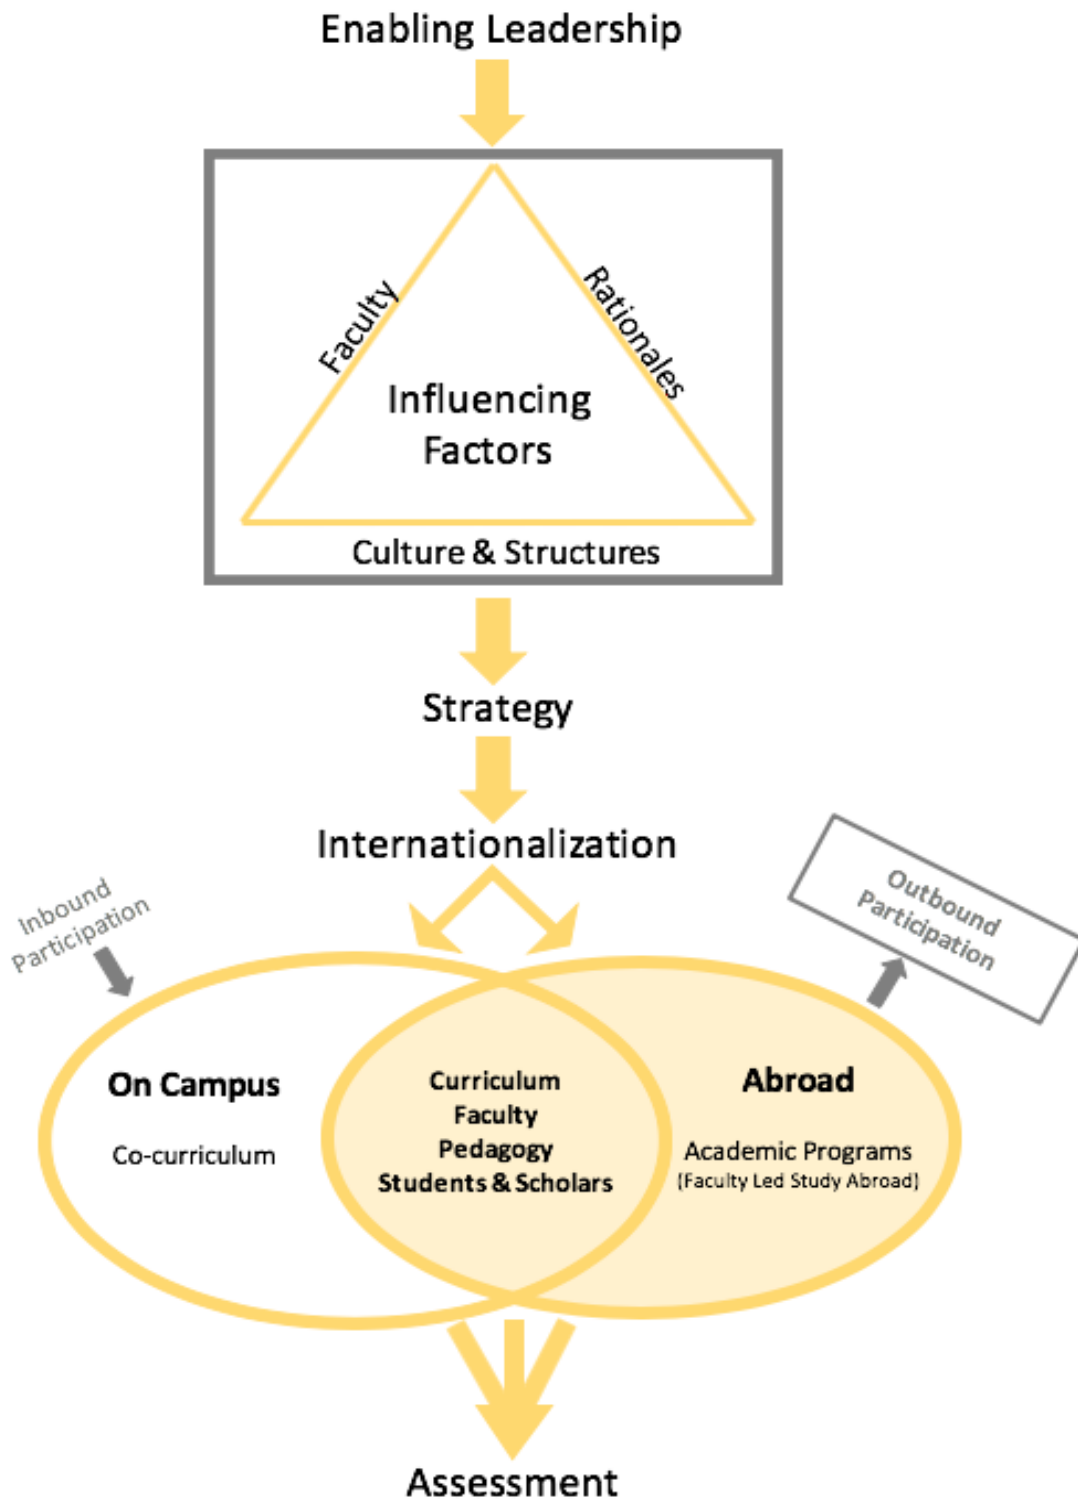 Enabling Leadership
Faculty
Rationales
Influencing
Factors
Culture & Structures
Strategy
Internationalization
Inbound
Participation
Outbound
Participation
On Campus
Co-curriculum
Curriculum
Faculty
Pedagogy
Students & Scholars
Abroad
Academic Programs
(Faculty Led Study Abroad)
Assessment